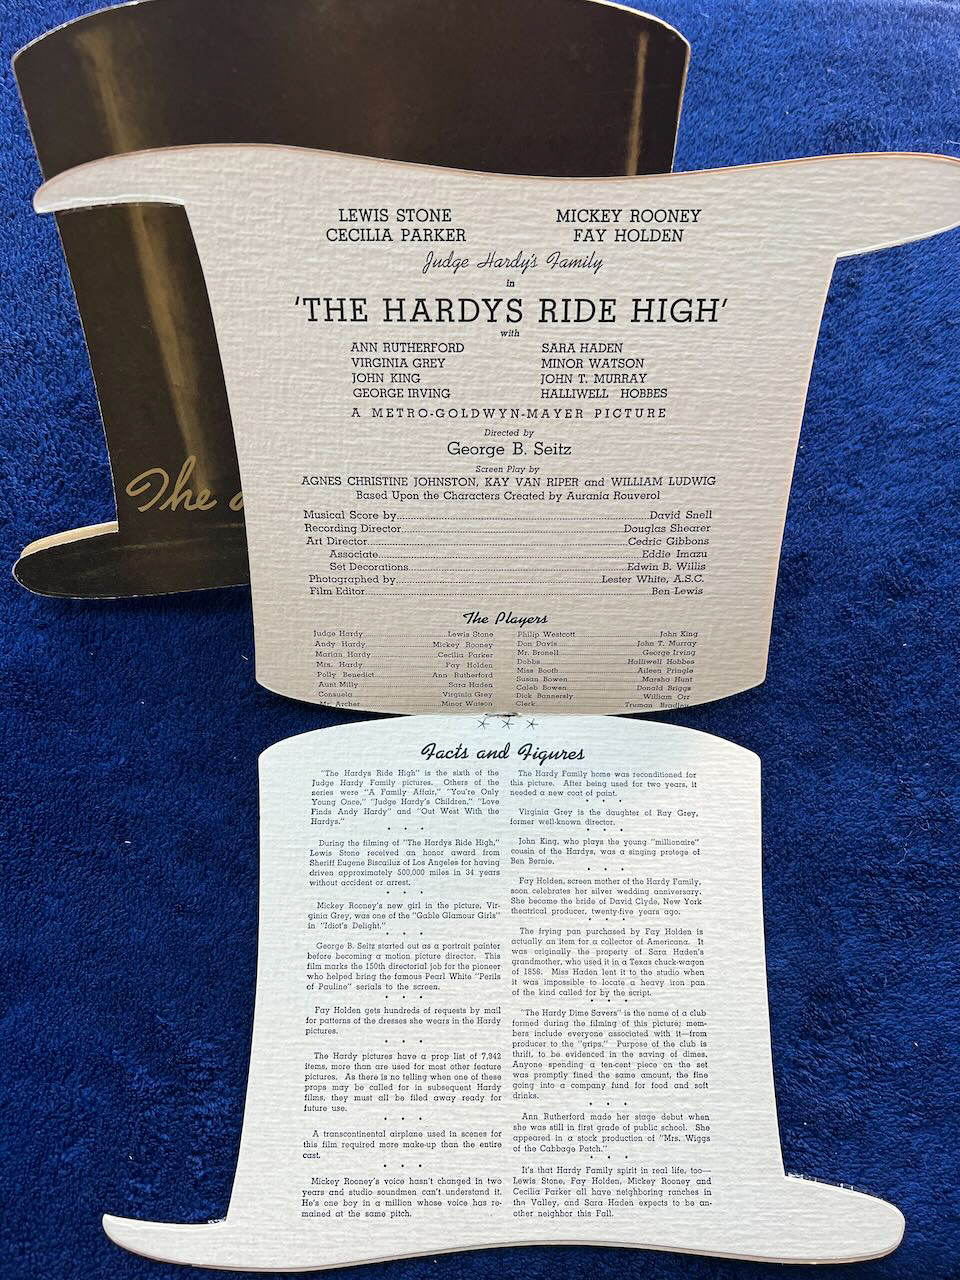 The
LEWIS STONE MICKEY ROONEY
CECILIA PARKER FAY HOLDEN
Judge Hardy's Family
in
'THE HARDYS RIDE HIGH'
with
ANN RUTHERFORD SARA HADEN
VIRGINIA GREY MINOR WATSON
JOHN KING JOHN T. MURRAY
GEORGE IRVING HALLIWELL HOBBES
A METRO-GOLDWYN-MAYER PICTURE
Directed by
George B. Seitz
Screen Play by
AGNES CHRISTINE JOHNSTON, KAY VAN RIPER and WILLIAM LUDWIG
Based Upon the Characters Created by Aurania Rouverol
Musical Score by David Snell
Recording Director Douglas Shearer
Art Director Cedric Gibbons
Associate Eddie Imazu
Set Decorations Edwin B. Willis
Photographed by Lester White, A.S.C.
Film Editor Ben Lewis
The Players
Judge Hardy Lewis Stone
Andy Hardy Mickey Rooney
Marian Hardy Cecilia Parker
Mrs. Hardy Fay Holden
Polly Benedict Ann Rutherford
Aunt Milly Sara Haden
Consuela Virginia Grey
Mr. Archer Minor Watson
Philip Westcott John King
Don Davis John T. Murray
Mr. Bronell George Irving
Dobbs Halliwell Hobbes
Miss Booth Aileen Pringle
Susan Bowen Marsha Hunt
Caleb Bowen Donald Briggs
Dick Bannersly William Orr
Clerk Truman Bradley
Facts and Figures
"The Hardys Ride High" is the sixth of the
Judge Hardy Family pictures. Others of the
series were "A Family Affair," "You're Only
Young Once," "Judge Hardy's Children," "Love
Finds Andy Hardy" and "Out West With the
Hardys."
During the filming of "The Hardys Ride High,"
Lewis Stone received an honor award from
Sheriff Eugene Biscailuz of Los Angeles for having
driven approximately 500,000 miles in 34 years
without accident or arrest.
Mickey Rooney's new girl in the picture, Vir-
ginia Grey, was one of the "Gable Glamour Girls"
in "Idiot's Delight."
George B. Seitz started out as a portrait painter
before becoming a motion picture director. This
film marks the 150th directorial job for the pioneer
who helped bring the famous Pearl White "Perils
of Pauline" serials to the screen.
Fay Holden gets hundreds of requests by mail
for patterns of the dresses she wears in the Hardy
pictures.
The Hardy pictures have a prop list of 7,942
items, more than are used for most other feature
pictures. As there is no telling when one of these
props may be called for in subsequent Hardy
films, they must all be filed away ready for
future use.
A transcontinental airplane used in scenes for
this film required more make-up than the entire
cast.
Mickey Rooney's voice hasn't changed in two
years and studio soundmen can't understand it.
He's one boy in a million whose voice has re-
mained at the same pitch.
The Hardy Family home was reconditioned for
this picture. After being used for two years, it
needed a new coat of paint.
Virginia Grey is the daughter of Ray Grey,
former well-known director.
John King, who plays the young "millionaire"
cousin of the Hardys, was a singing protege of
Ben Bernie.
Fay Holden, screen mother of the Hardy Family,
soon celebrates her silver wedding anniversary.
She became the bride of David Clyde, New York
theatrical producer, twenty-five years ago.
The frying pan purchased by Fay Holden is
actually an item for a collector of Americana. It
was originally the property of Sara Haden's
grandmother, who used it in a Texas chuck-wagon
of 1856. Miss Haden lent it to the studio when
it was impossible to locate a heavy iron pan
of the kind called for by the script.
"The Hardy Dime Savers" is the name of a club
formed during the filming of this picture; mem-
bers include everyone associated with it—from
producer to the "grips." Purpose of the club is
thrift, to be evidenced in the saving of dimes.
Anyone spending a ten-cent piece on the set
was promptly fined the same amount, the fine
going into a company fund for food and soft
drinks.
Ann Rutherford made her stage debut when
she was still in first grade of public school. She
appeared in a stock production of "Mrs. Wiggs
of the Cabbage Patch."
It's that Hardy Family spirit in real life, too—
Lewis Stone, Fay Holden, Mickey Rooney and
Cecilia Parker all have neighboring ranches in
the Valley, and Sara Haden expects to be an-
other neighbor this Fall.